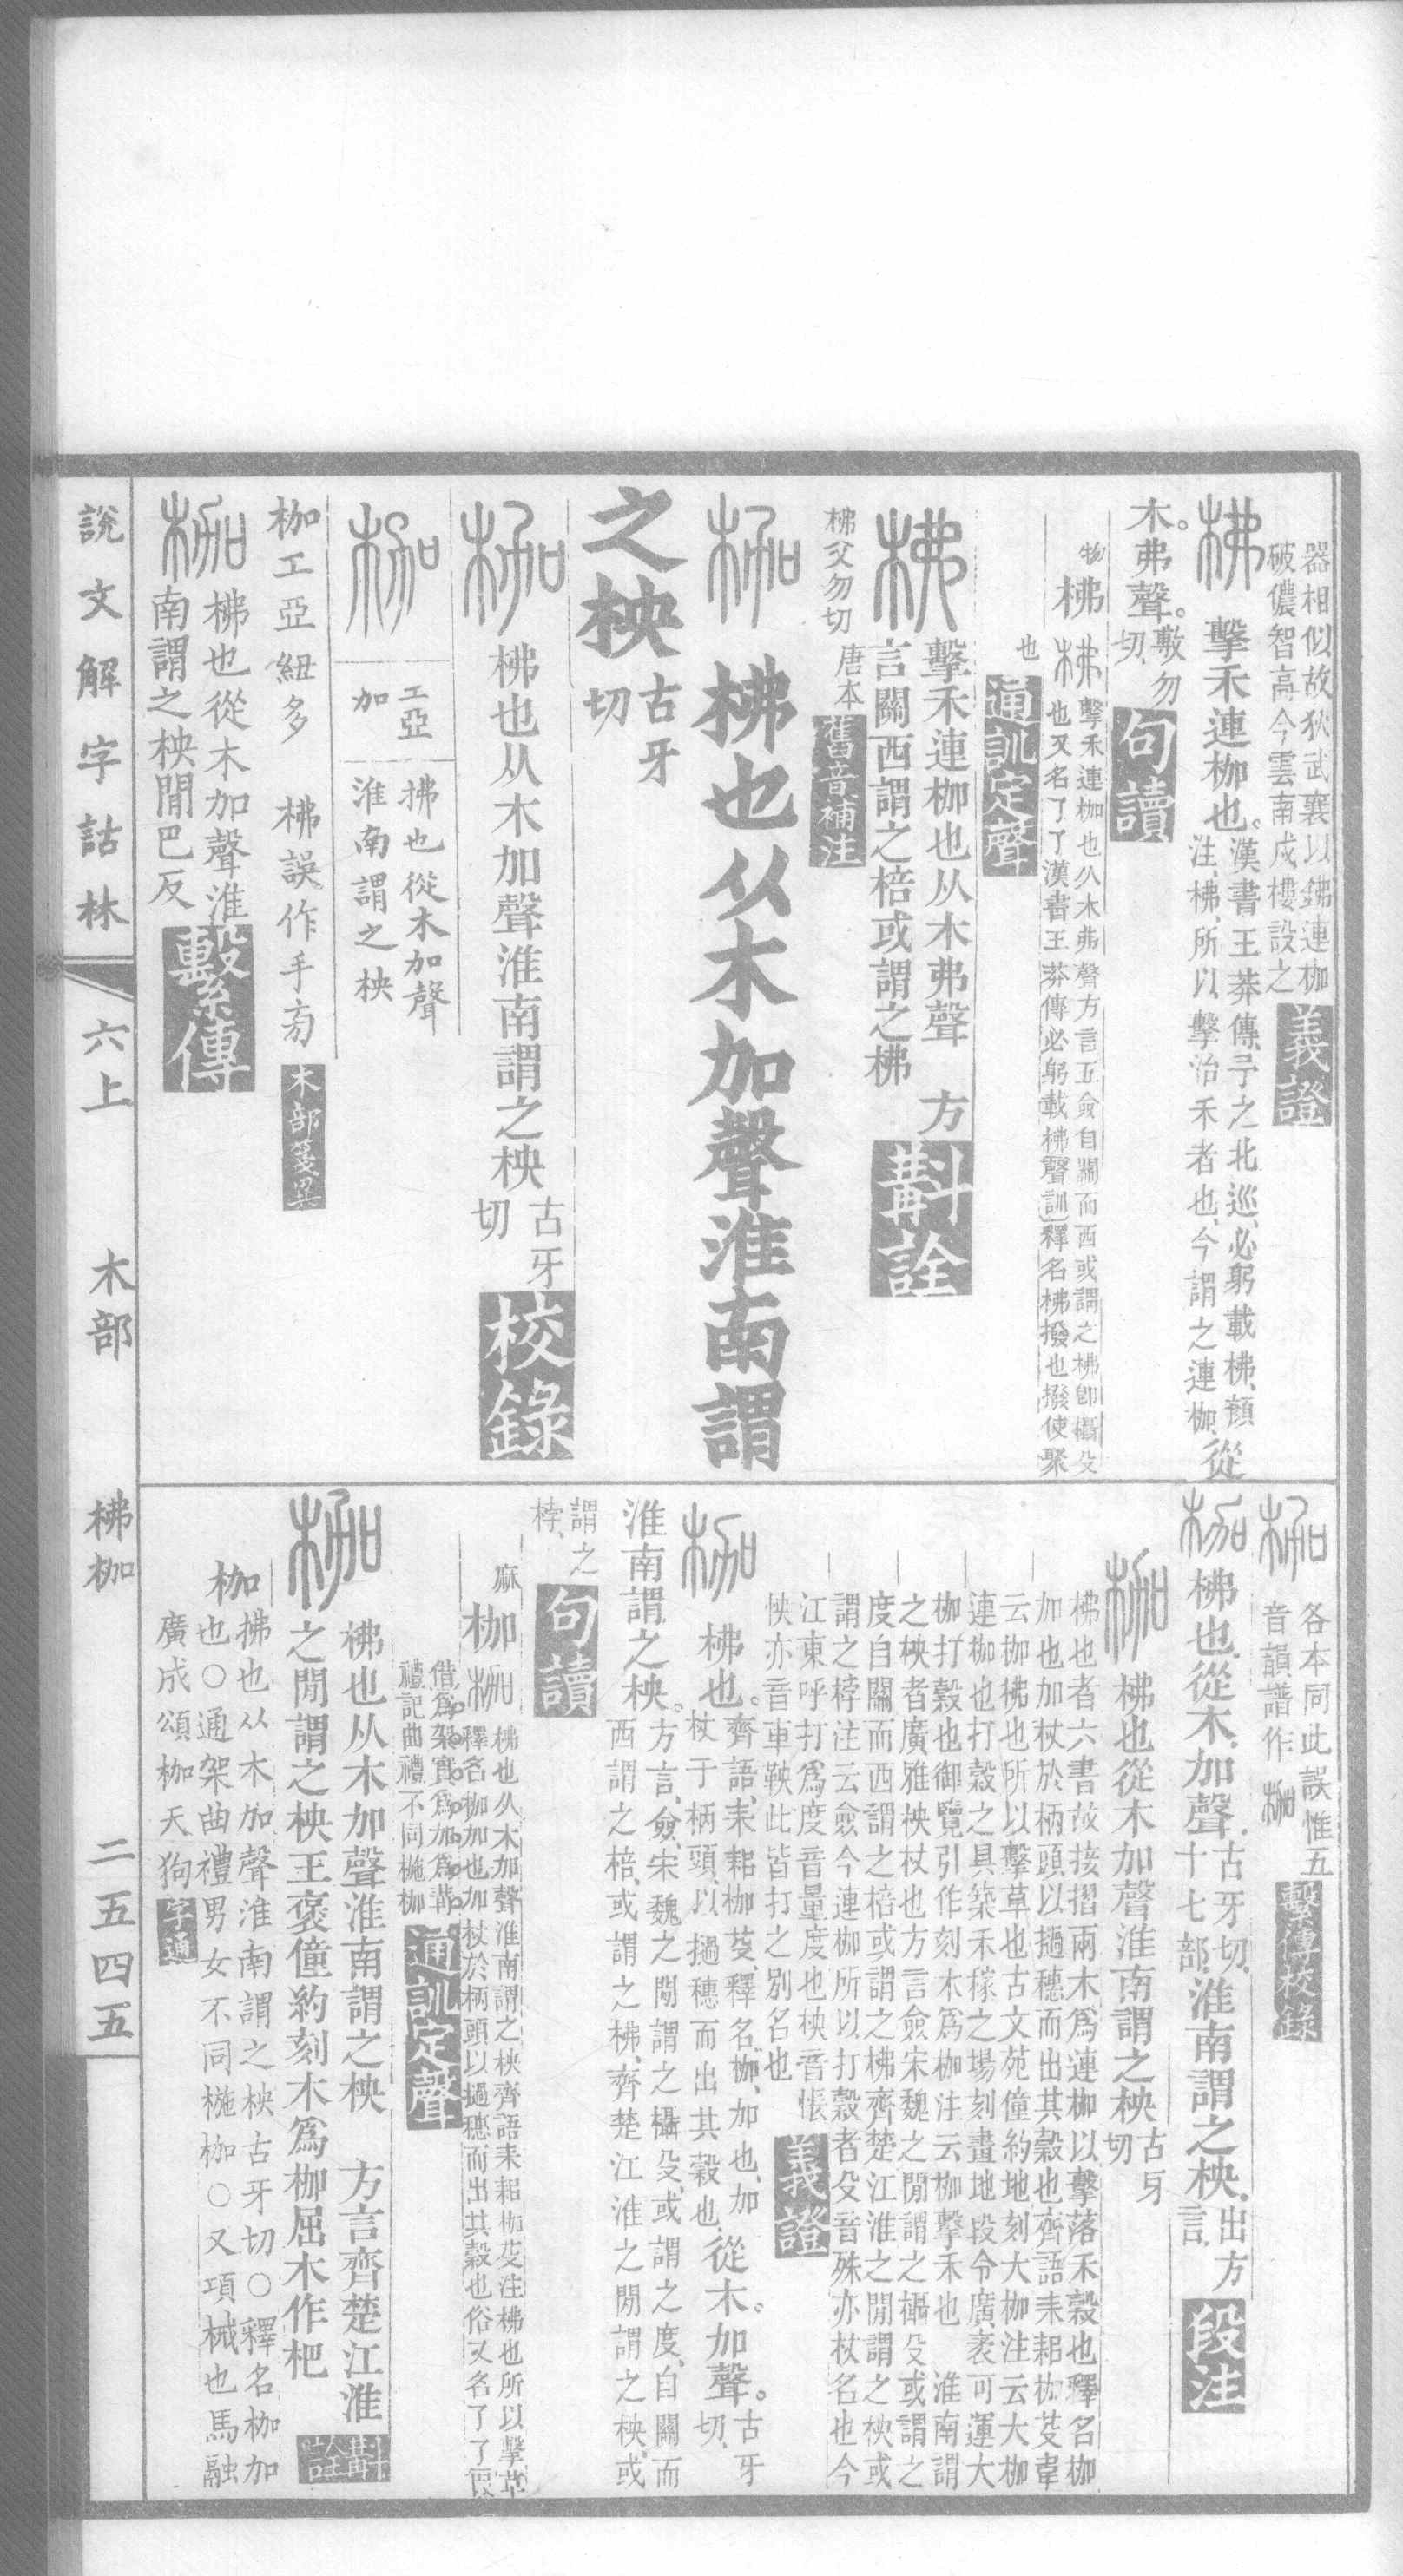 器相似故狄武襄以鉘連枷
破儂智高今雲南戍樓設之
義證
柫
擊禾連枷也。
漢書王莽傳予之北巡、必躬載柫、顏
注、柫、所以擊治禾者也、今謂之連枷、
從
木。弗聲。
敷勿
切、
句讀
物
柫
柫
擊禾連枷也从木弗聲方言五僉自關而西或謂之柫卽欇殳
也又名了了漢書王莽傳必躬載柫聲訓釋名柫撥也撥使聚
也
通訓定聲
柫
擊禾連枷也从木弗聲 方
言關西謂之棓或謂之柫
斠詮
柫父勿切
唐本
舊音補注
枷
柫也从木加聲淮南謂
之柍
古牙
切
枷
柫也从木加聲淮南謂之柍
古牙
切
校錄
枷
工亞
加
拂也從木加聲
淮南謂之柍
枷工亞紐多 柫誤作手㫄
木部箋異
枷
柫也從木加聲淮
南謂之柍間巴反
繫傳
說文解字詁林
六上
木部
柫枷
二五四五
枷
各本同此誤惟五
音韻譜作枷
繫傳校錄
枷
柫也、從木、加聲、
古牙切、
十七部、
淮南謂之柍、
出方
言、
段注
枷
柫也從木加聲淮南謂之柍
古牙
切
柫也者六書故接摺兩木爲連枷以擊落禾穀也釋名枷
加也加杖於柄頭以撾穗而出其穀也齊語耒耜枷芟韋
云枷拂也所以擊草也古文苑僮約地刻大枷注云大枷
連枷也打穀之具築禾稼之場刻畫地段令廣袤可運大
枷打穀也御覽引作刻木爲枷注云枷擊禾也 淮南謂
之柍者廣雅柍杖也方言僉宋魏之閒謂之欇殳或謂之
度自關而西謂之棓或謂之柫齊楚江淮之閒謂之柍或
謂之桲注云僉今連枷所以打穀者殳音殊亦杖名也今
江東呼打爲度音量度也柍音悵
怏亦音車鞅此皆打之別名也
義證
枷
柫也。
齊語、耒耜枷芟、釋名、枷、加也、加
杖于柄頭、以撾穗而出其穀也、
從木。加聲。
古牙
切、
淮南謂之柍。
方言、僉、宋魏之閒謂之欇殳、或謂之度、自關而
西謂之棓、或謂之柫、齊楚江淮之閒謂之柍、或
謂之
桲、
句讀
麻
枷
枷
柫也从木加聲淮南謂之柍齊語耒耜枷芟注柫也所以擊草
釋名枷加也加杖於柄頭以撾穗而出其穀也俗又名了了叚
借爲架實爲加爲
禮記曲禮不同椸枷
通訓定聲
枷
柫也从木加聲淮南謂之柍 方言齊楚江淮
之閒謂之柍王褒僮約刻木爲枷屈木作杷
斠詮
枷
拂也从木加聲淮南謂之柍古牙切○釋名枷加
也○通架曲禮男女不同椸枷○又項械也馬融
廣成頌枷天狗
字通